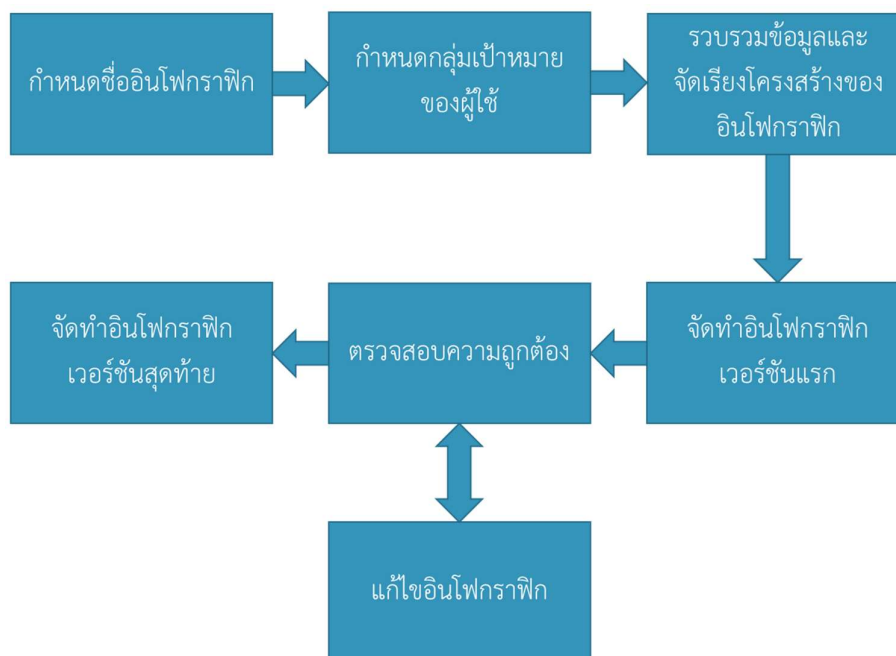 กำหนดชื่ออินโฟกราฟิก
กำหนดกลุ่มเป้าหมาย
ของผู้ใช้
รวบรวมข้อมูลและ
จัดเรียงโครงสร้างของ
อินโฟกราฟิก
จัดทำอินโฟกราฟิก
เวอร์ชันแรก
ตรวจสอบความถูกต้อง
จัดทำอินโฟกราฟิก
เวอร์ชันสุดท้าย
แก้ไขอินโฟกราฟิก